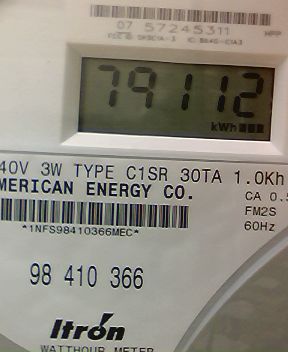 07 57245311
79112
kWh
40V 3W TYPE C1SR 30TA 1.0Kh
MERICAN ENERGY CO.
CA 0.5
*1NFS98410366MEC*
FM2S
60Hz
98 410 366
Itrón
WATTHOUR METER